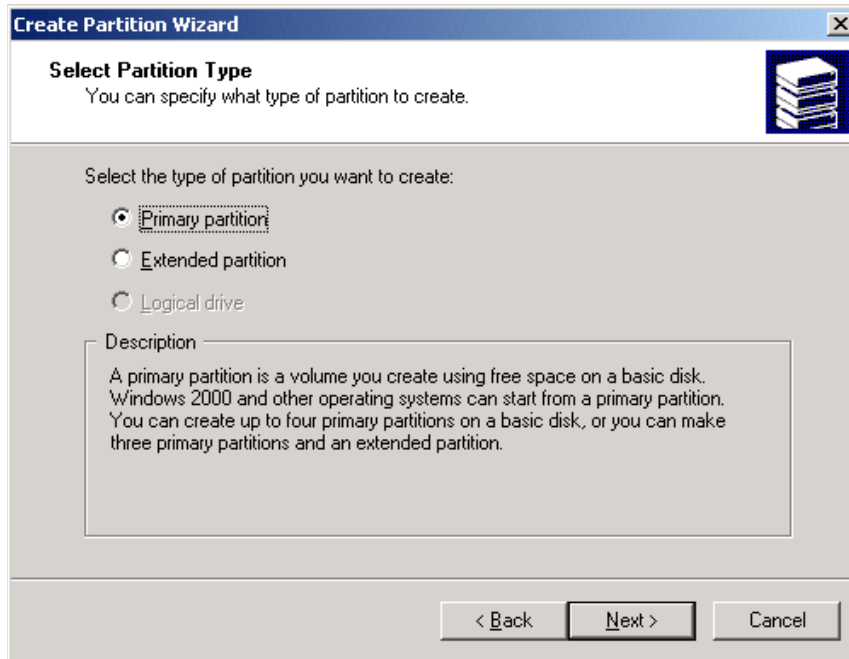 Create Partition Wizard
Select Partition Type
You can specify what type of partition to create.
Select the type of partition you want to create:
Primary partition
Extended partition
Logical drive
Description
A primary partition is a volume you create using free space on a basic disk.
Windows 2000 and other operating systems can start from a primary partition.
You can create up to four primary partitions on a basic disk, or you can make
three primary partitions and an extended partition.
< Back
Next >
Cancel